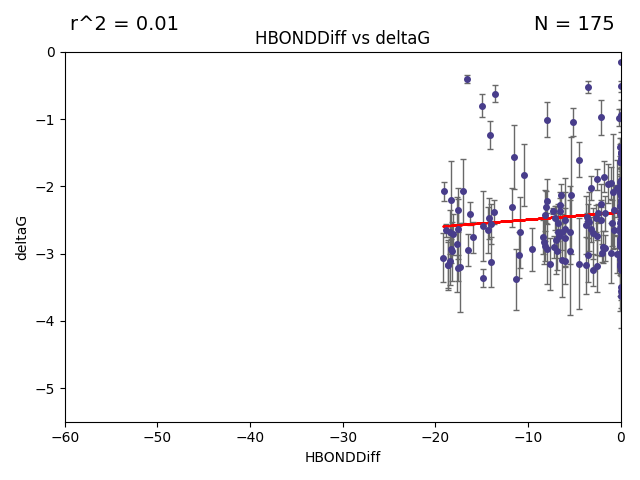 r^2 = 0.01
N = 175
HBONDDiff vs deltaG
0
−1
−2
−3
−4
−5
deltaG
−60 −50 −40 −30 −20 −10 0
HBONDDiff